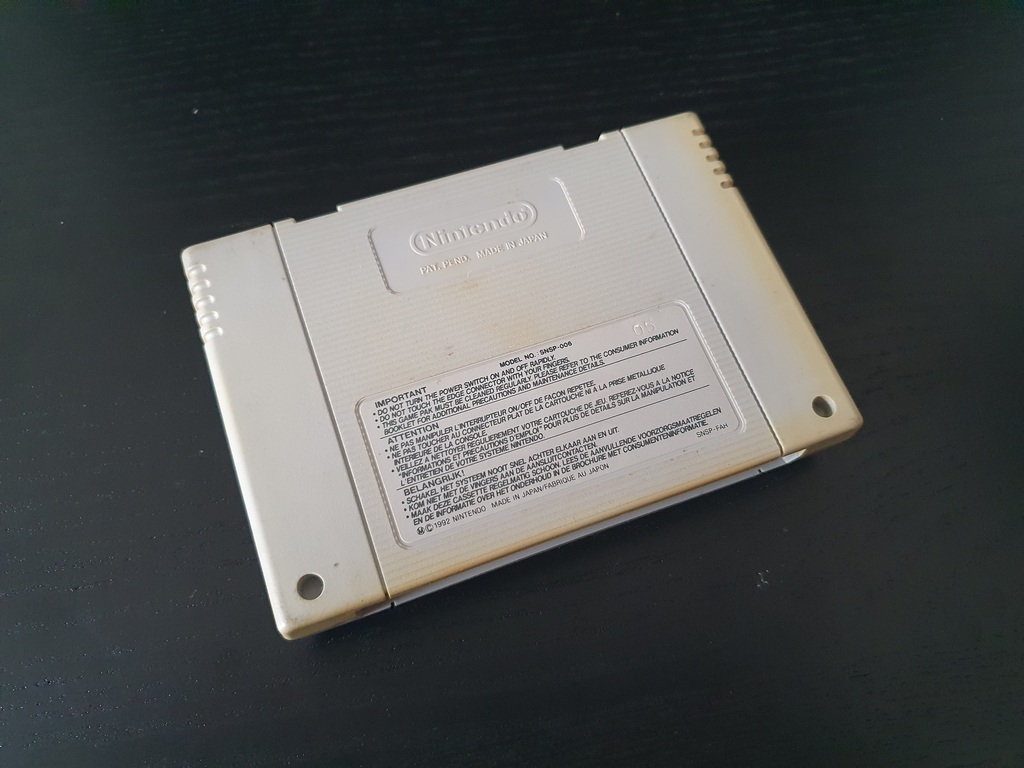 Nintendo®
PAT. PEND. MADE IN JAPAN
MODEL NO. SNSP-006
IMPORTANT
• DO NOT TURN THE POWER SWITCH ON AND OFF RAPIDLY.
• DO NOT TOUCH THE EDGE CONNECTOR WITH YOUR FINGERS.
• THIS GAME PAK MUST BE CLEANED REGULARLY PLEASE REFER TO THE CONSUMER INFORMATION
BOOKLET FOR ADDITIONAL PRECAUTIONS AND MAINTENANCE DETAILS.
ATTENTION
• NE PAS MANIPULER L'INTERRUPTEUR ON/OFF DE FACON REPETEE.
• NE PAS TOUCHER AU CONNECTEUR PLAT DE LA CARTOUCHE NI A LA PRISE METALLIQUE
INTERIEURE DE LA CONSOLE
• VEILLEZ A NETTOYER REGULIEREMENT VOTRE CARTOUCHE DE JEU. REFEREZ-VOUS A LA NOTICE
"INFORMATIONS ET PRECAUTIONS D'EMPLOI" POUR PLUS DE DETAILS SUR LA MANIPULATION ET
L'ENTRETIEN DE VOTRE SYSTEME NINTENDO.
BELANGRIJK!
• SCHAKEL HET SYSTEEM NOOIT SNEL ACHTER ELKAAR AAN EN UIT.
• KOM NIET MET DE VINGERS AAN DE AANSLUITCONTACTEN.
• MAAK DEZE CASSETTE REGELMATIG SCHOON. LEES DE AANVULLENDE VOORZORGSMAATREGELEN
EN DE INFORMATIE OVER HET ONDERHOUD IN DE BROCHURE MET CONSUMENTENINFORMATIE.
Ⓜ©1992 NINTENDO MADE IN JAPAN/FABRIQUE AU JAPON
SNSP-FAH